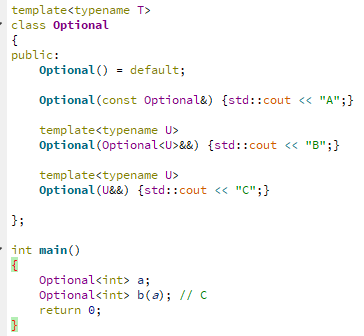 template<typename T>
class Optional
{
public:
    Optional() = default;
    Optional(const Optional&) {std::cout << "A";}
    template<typename U>
    Optional(Optional<U>&&) {std::cout << "B";}
    template<typename U>
    Optional(U&&) {std::cout << "C";}
};
int main()
{
    Optional<int> a;
    Optional<int> b(a); // C
    return 0;
}